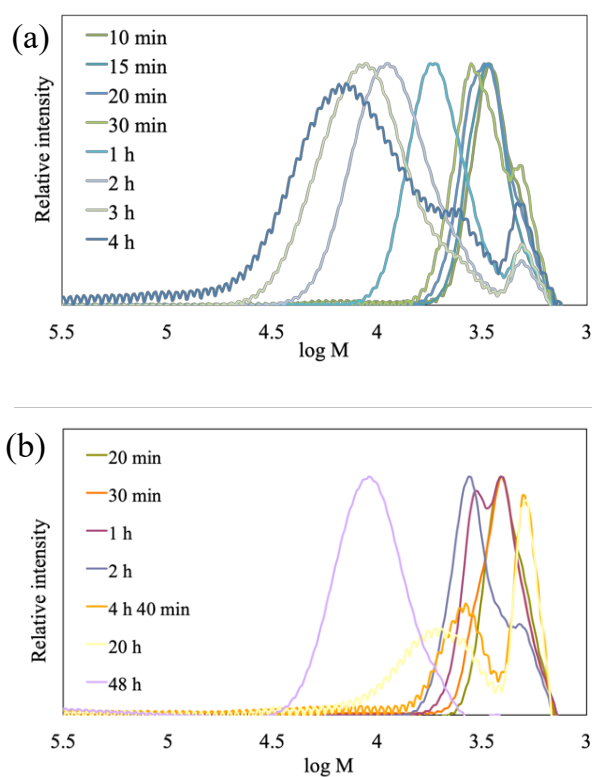 (a)
Relative intensity
10 min
15 min
20 min
30 min
1 h
2 h
3 h
4 h
5.5 5 4.5 4 3.5 3
log M
(b)
Relative intensity
20 min
30 min
1 h
2 h
4 h 40 min
20 h
48 h
5.5 5 4.5 4 3.5 3
log M